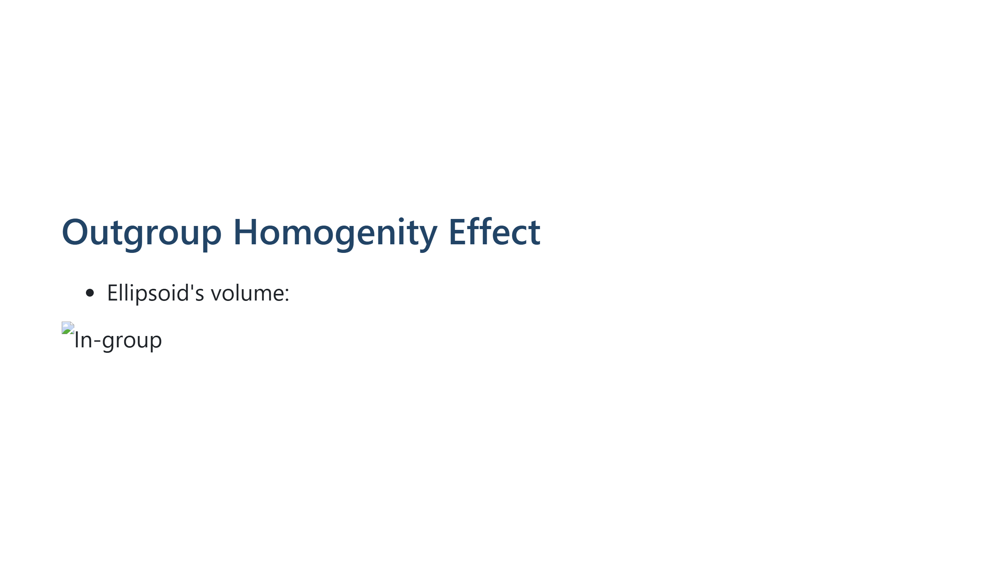 Outgroup Homogenity Effect
• Ellipsoid's volume:
In-group